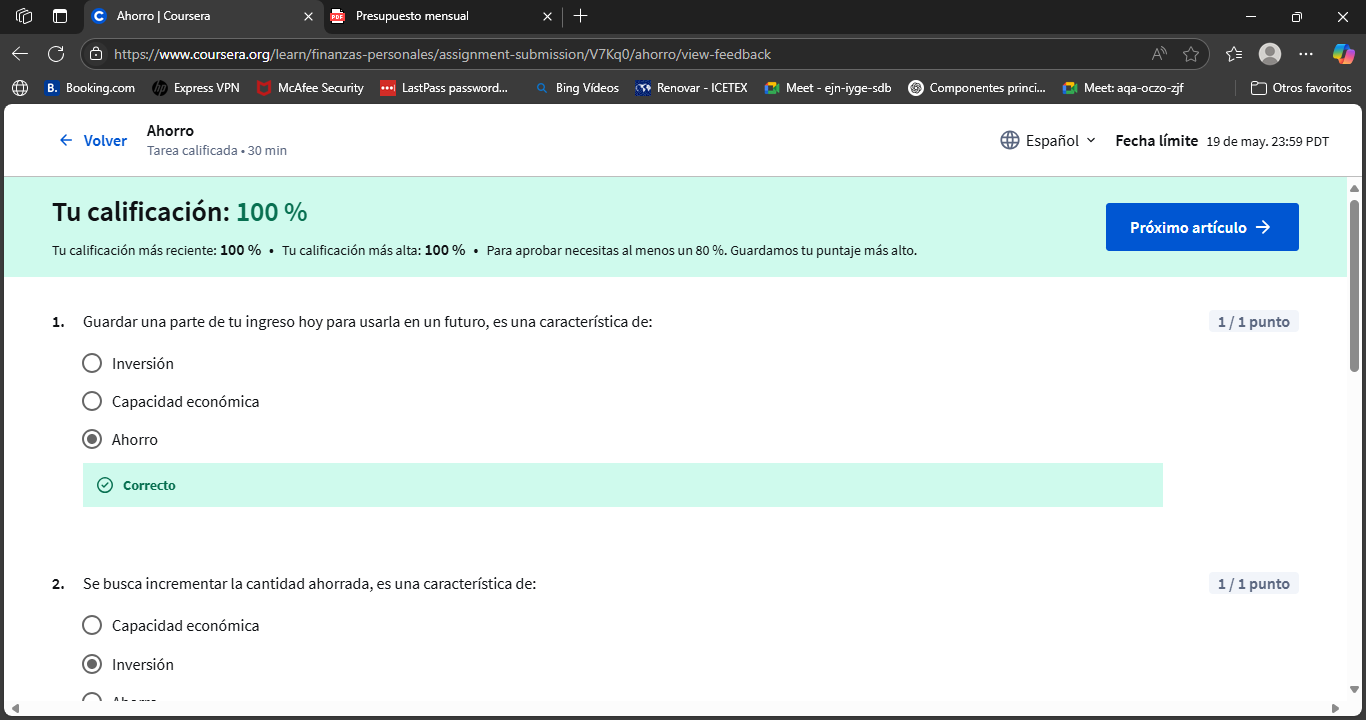 Ahorro | Coursera
PDF
Presupuesto mensual
https://www.coursera.org/learn/finanzas-personales/assignment-submission/V7Kq0/ahorro/view-feedback
B. Booking.com
Express VPN
McAfee Security
LastPass password...
Bing Vídeos
Renovar - ICETEX
Meet - ejn-iyge-sdb
Componentes princi...
Meet: aqa-oczo-zjf
Otros favoritos
Volver
Ahorro
Tarea calificada • 30 min
Español
Fecha límite 19 de may. 23:59 PDT
Tu calificación: 100 %
Tu calificación más reciente: 100 % • Tu calificación más alta: 100 % • Para aprobar necesitas al menos un 80 %. Guardamos tu puntaje más alto.
Próximo artículo
1. Guardar una parte de tu ingreso hoy para usarla en un futuro, es una característica de:
1 / 1 punto
Inversión
Capacidad económica
Ahorro
Correcto
2. Se busca incrementar la cantidad ahorrada, es una característica de:
1 / 1 punto
Capacidad económica
Inversión
Ahorro